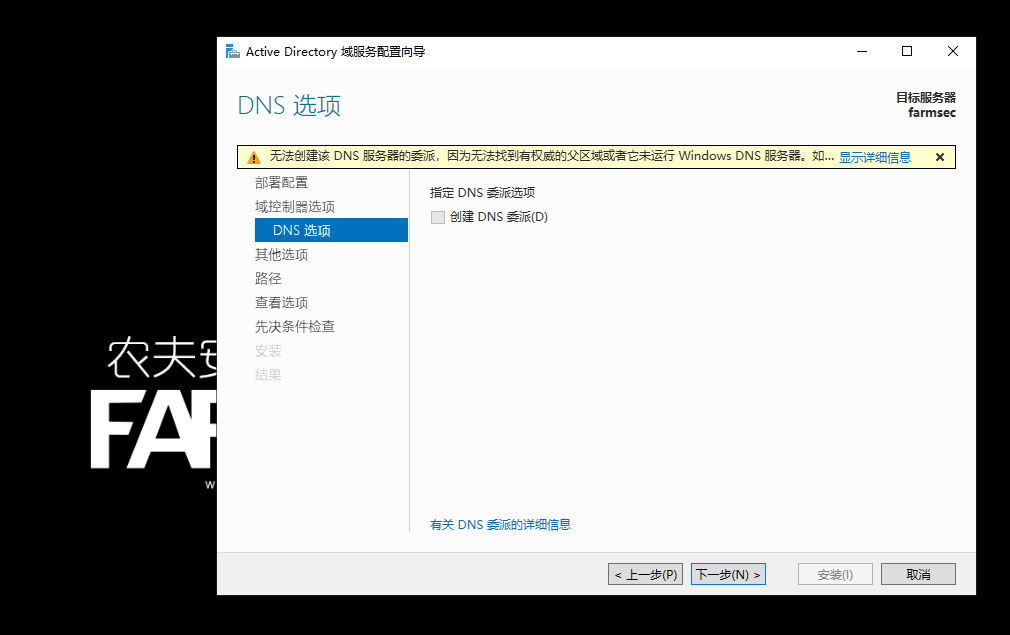 Active Directory 域服务配置向导
DNS 选项
目标服务器
farmsec
无法创建该 DNS 服务器的委派，因为无法找到有权威的父区域或者它未运行 Windows DNS 服务器。如... 显示详细信息
部署配置
域控制器选项
DNS 选项
其他选项
路径
查看选项
先决条件检查
安装
结果
指定 DNS 委派选项
创建 DNS 委派(D)
有关 DNS 委派的详细信息
< 上一步(P)
下一步(N) >
安装(I)
取消
农夫安
FAR
w